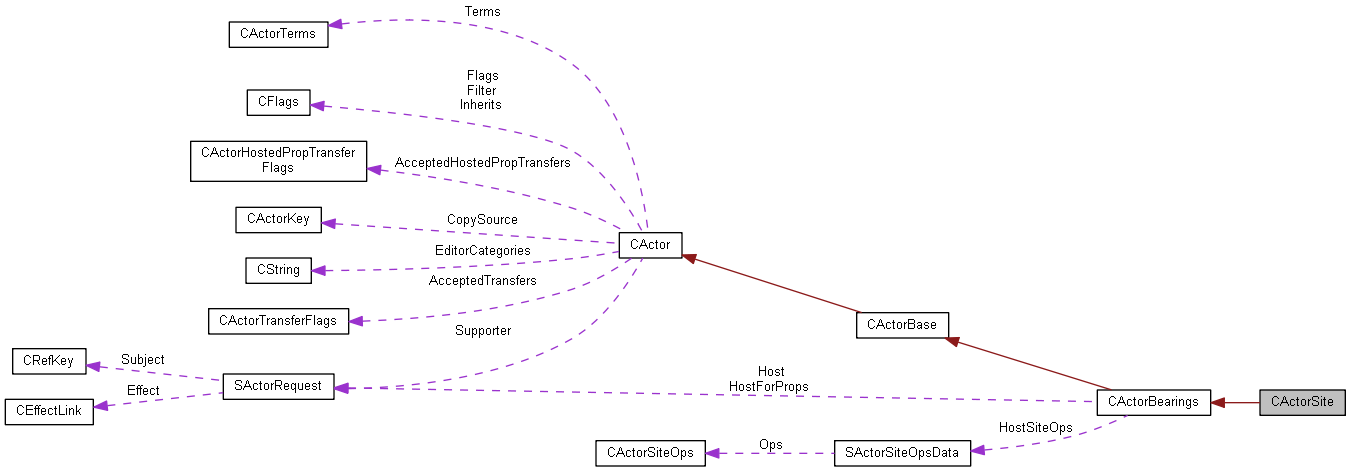 Terms
CActorTerms
Flags
Filter
Inherits
CFlags
CActorHostedPropTransfer
Flags
AcceptedHostedPropTransfers
CActorKey
CopySource
CActor
EditorCategories
CString
AcceptedTransfers
CActorTransferFlags
CActorBase
Supporter
CRefKey
Subject
SActorRequest
Host
HostForProps
Effect
CEffectLink
CActorBearings
CActorSite
HostSiteOps
CActorSiteOps
Ops
SActorSiteOpsData